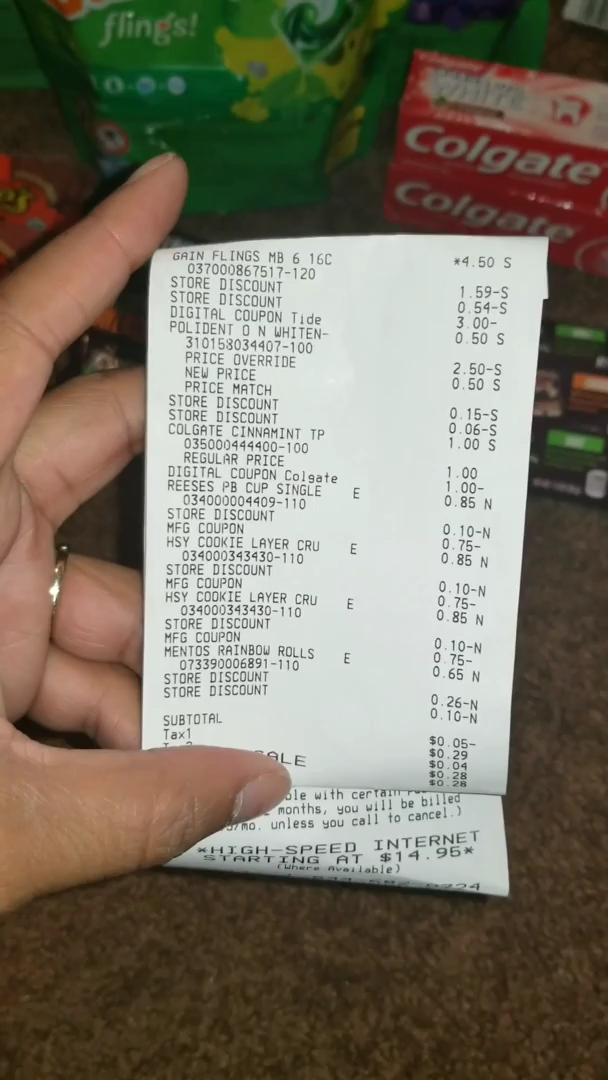 flings!
WHITE
Colgate
Colgate
GAIN FLINGS MB 6 16C *4.50 S
037000867517-120
STORE DISCOUNT 1.59-S
STORE DISCOUNT 0.54-S
DIGITAL COUPON Tide 3.00-
POLIDENT O N WHITEN- 0.50 S
310158034407-100
PRICE OVERRIDE
NEW PRICE 2.50-S
PRICE MATCH 0.50 S
STORE DISCOUNT 0.15-S
STORE DISCOUNT 0.06-S
COLGATE CINNAMINT TP 1.00 S
035000444400-100
REGULAR PRICE 1.00
DIGITAL COUPON Colgate 1.00-
REESES PB CUP SINGLE E 0.85 N
034000004409-110
STORE DISCOUNT 0.10-N
MFG COUPON 0.75-
HSY COOKIE LAYER CRU E 0.85 N
034000343430-110
STORE DISCOUNT 0.10-N
MFG COUPON 0.75-
HSY COOKIE LAYER CRU E 0.85 N
034000343430-110
STORE DISCOUNT 0.10-N
MFG COUPON 0.75-
MENTOS RAINBOW ROLLS E 0.65 N
073390006891-110
STORE DISCOUNT 0.26-N
STORE DISCOUNT 0.10-N
SUBTOTAL $0.05-
Tax1 $0.29
$0.04
$0.28
$0.28
with certain
months, you will be billed
/mo. unless you call to cancel.)
*HIGH-SPEED INTERNET
STARTING AT $14.95*
(Where Available)